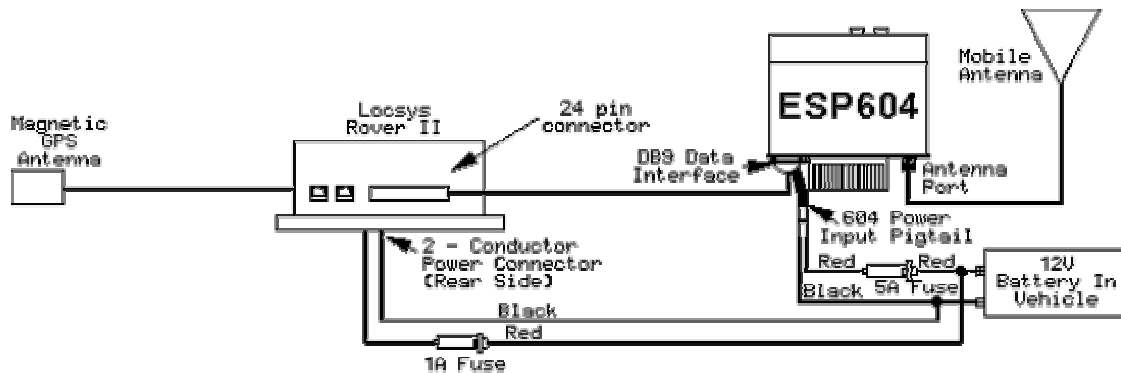 Magnetic
GPS
Antenna
Locsys
Rover II
24 pin
connector
ESP604
Mobile
Antenna
DB9 Data
Interface
Antenna
Port
604 Power
Input Pigtail
2 - Conductor
Power Connector
(Rear Side)
Red
Red
5A Fuse
Black
12V
Battery In
Vehicle
Black
Red
1A Fuse